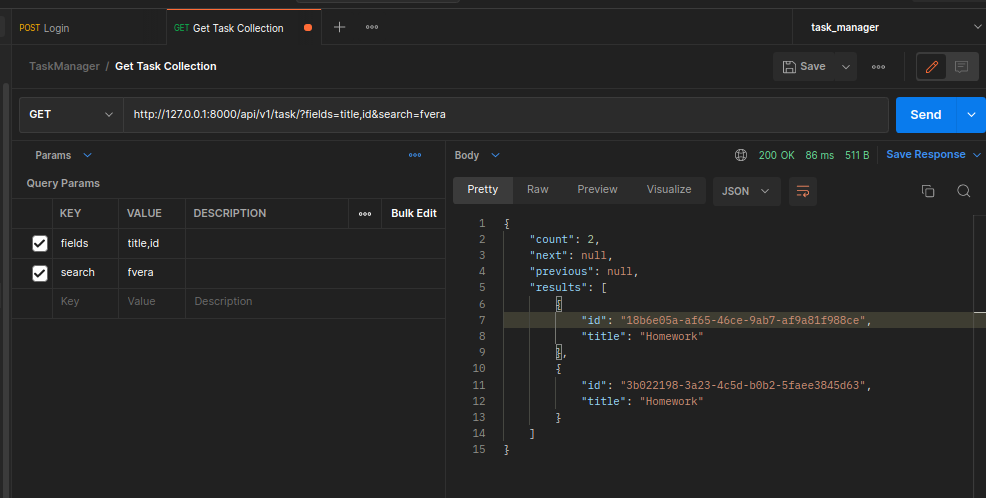 POST Login
GET Get Task Collection
task_manager
TaskManager / Get Task Collection
Save
GET
http://127.0.0.1:8000/api/v1/task/?fields=title,id&search=fvera
Send
Params
Query Params
KEY VALUE DESCRIPTION Bulk Edit
fields title,id
search fvera
Key Value Description
Body
200 OK 86 ms 511 B Save Response
Pretty Raw Preview Visualize JSON
1 {
2 "count": 2,
3 "next": null,
4 "previous": null,
5 "results": [
6 {
7 "id": "18b6e05a-af65-46ce-9ab7-af9a81f988ce",
8 "title": "Homework"
9 },
10 {
11 "id": "3b022198-3a23-4c5d-b0b2-5faee3845d63",
12 "title": "Homework"
13 }
14 ]
15 }